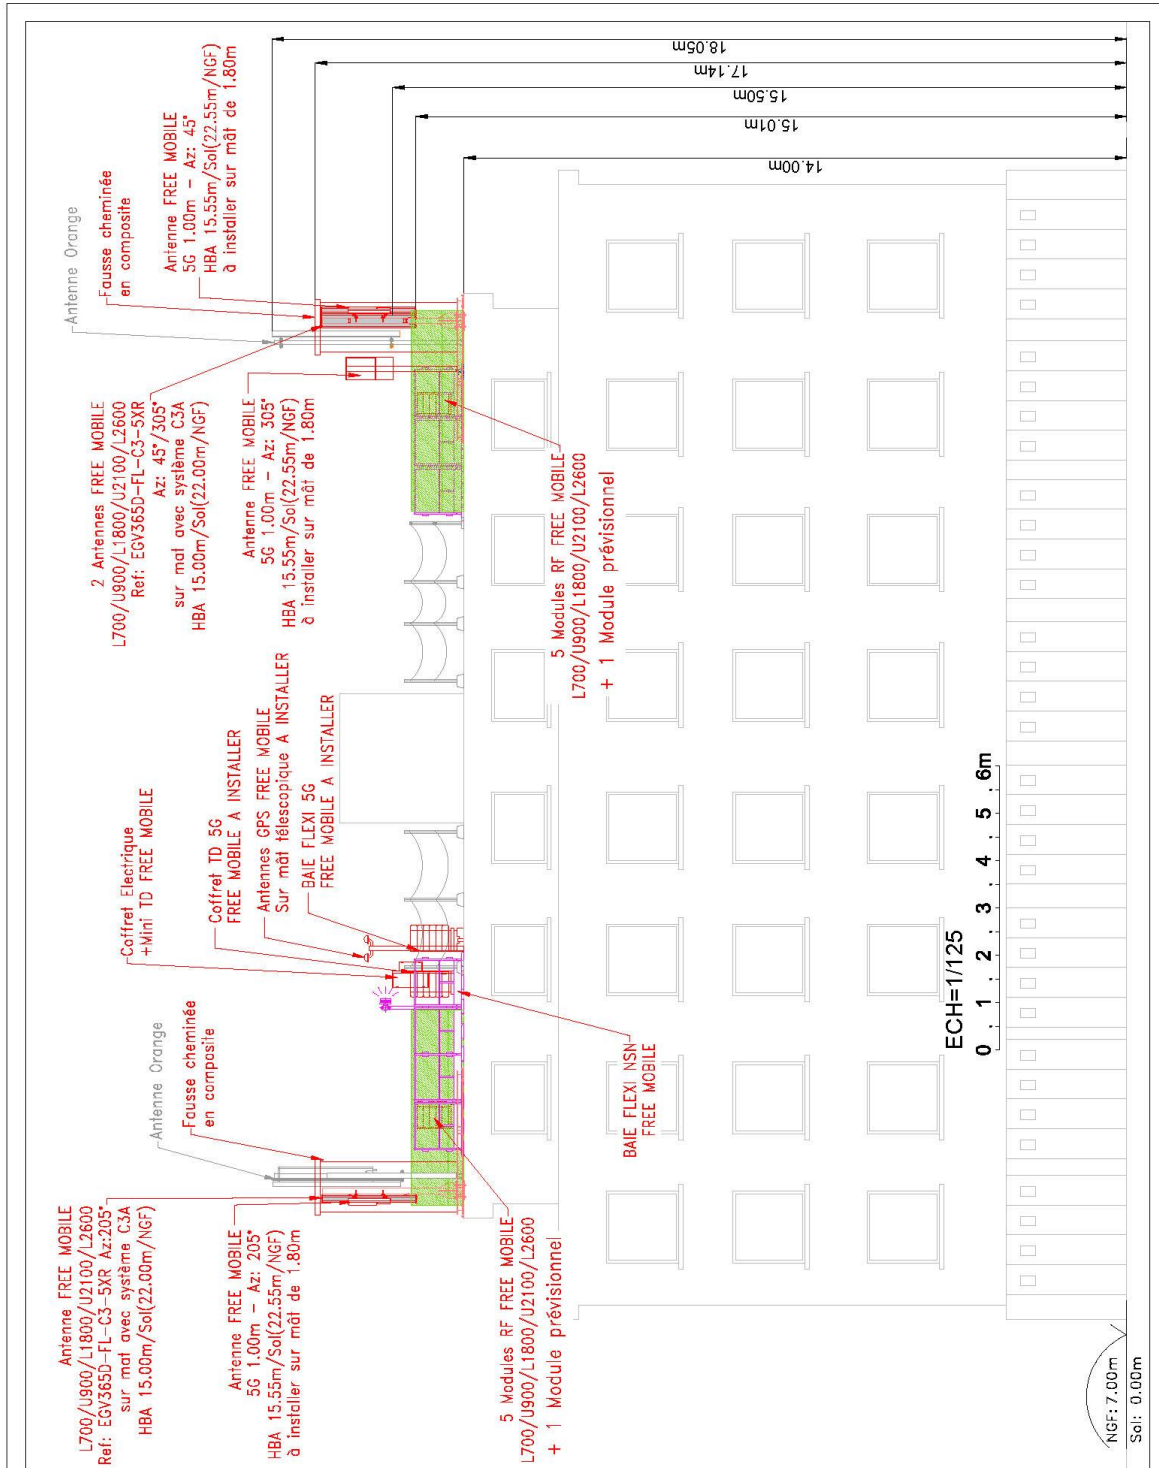 Antenne FREE MOBILE
L700/U900/L1800/U2100/L2600
Ref: EGV365D-FL-C3-5XR Az:205°
sur mat avec système C3A
HBA 15.00m/Sol(22.00m/NGF)
Antenne FREE MOBILE
5G 1.00m - Az: 205°
HBA 15.55m/Sol(22.55m/NGF)
à installer sur mât de 1.80m
5 Modules RF FREE MOBILE
L700/U900/L1800/U2100/L2600
+ 1 Module prévisionnel
Antenne Orange
Fausse cheminée
en composite
Coffret Electrique
+Mini TD FREE MOBILE
Coffret TD 5G
FREE MOBILE A INSTALLER
Antennes GPS FREE MOBILE
Sur mât télescopique A INSTALLER
BAIE FLEXI 5G
FREE MOBILE A INSTALLER
BAIE FLEXI NSN
FREE MOBILE
2 Antennes FREE MOBILE
L700/U900/L1800/U2100/L2600
Ref: EGV365D-FL-C3-5XR
Az: 45°/305°
sur mat avec système C3A
HBA 15.00m/Sol(22.00m/NGF)
Antenne FREE MOBILE
5G 1.00m - Az: 305°
HBA 15.55m/Sol(22.55m/NGF)
à installer sur mât de 1.80m
5 Modules RF FREE MOBILE
L700/U900/L1800/U2100/L2600
+ 1 Module prévisionnel
Antenne Orange
Fausse cheminée
en composite
Antenne FREE MOBILE
5G 1.00m - Az: 45°
HBA 15.55m/Sol(22.55m/NGF)
à installer sur mât de 1.80m
18.05m
17.14m
15.50m
15.01m
14.00m
ECH=1/125
0 1 2 3 4 5 6m
NGF: 7.00m
Sol: 0.00m